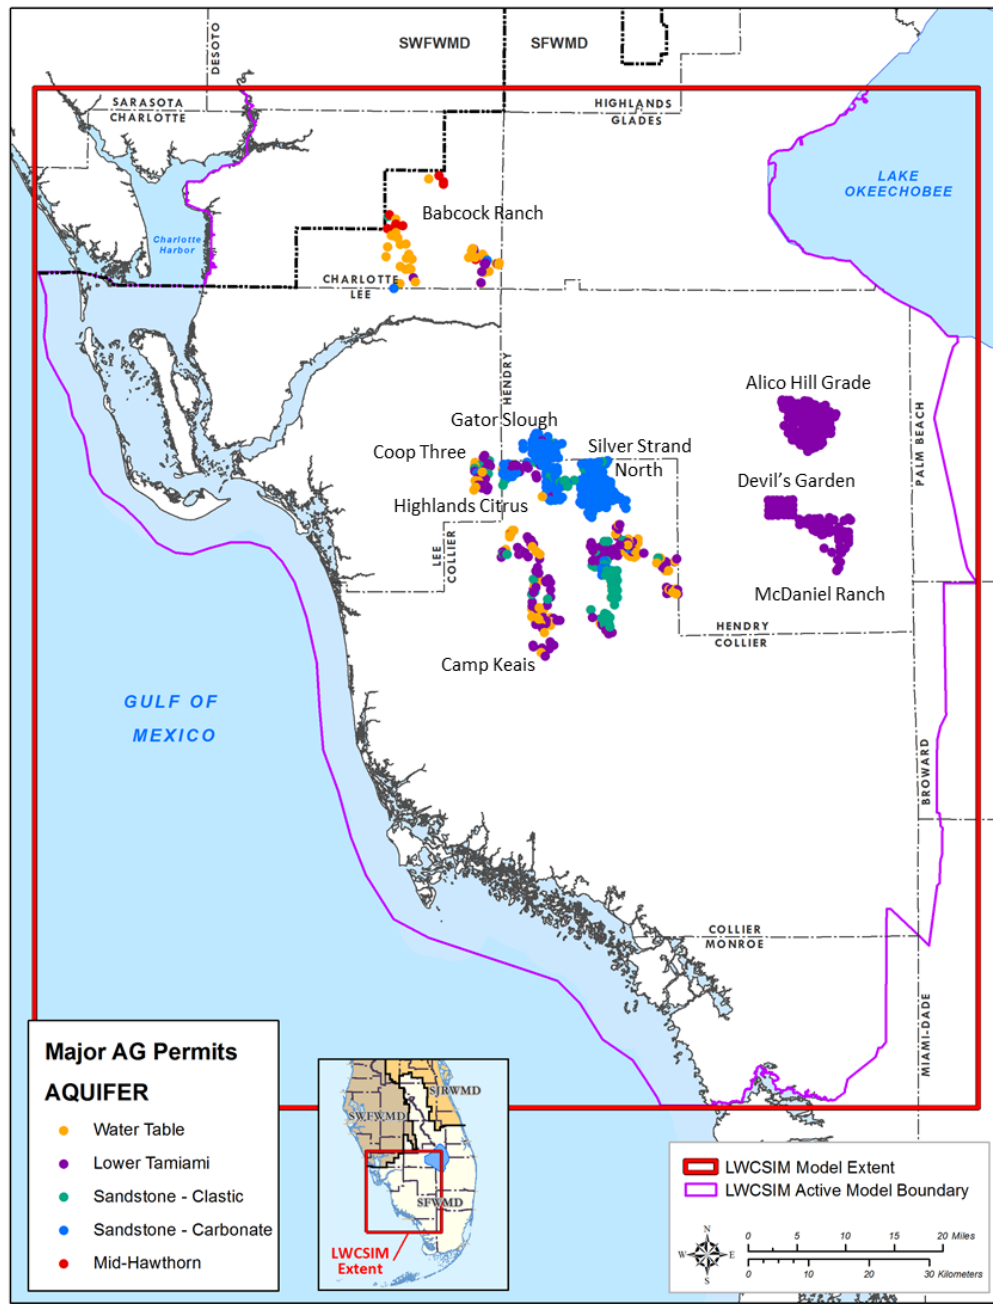 DESOTO
SWFWMD
SFWMD
SARASOTA
CHARLOTTE
HIGHLANDS
GLADES
LAKE
OKEECHOBEE
Babcock Ranch
Charlotte
Harbor
CHARLOTTE
LEE
HENDRY
PALM BEACH
Alico Hill Grade
Gator Slough
Coop Three
Silver Strand
North
Devil's Garden
Highlands Citrus
LEE
COLLIER
McDaniel Ranch
HENDRY
COLLIER
Camp Keais
GULF OF
MEXICO
BROWARD
COLLIER
MONROE
MIAMI-DADE
Major AG Permits
AQUIFER
Water Table
Lower Tamiami
Sandstone - Clastic
Sandstone - Carbonate
Mid-Hawthorn
SJRWMD
SWFWMD
SFWMD
LWCSIM
Extent
LWCSIM Model Extent
LWCSIM Active Model Boundary
N
W E
S
0 5 10 20 Miles
0 5 10 20 30 Kilometers